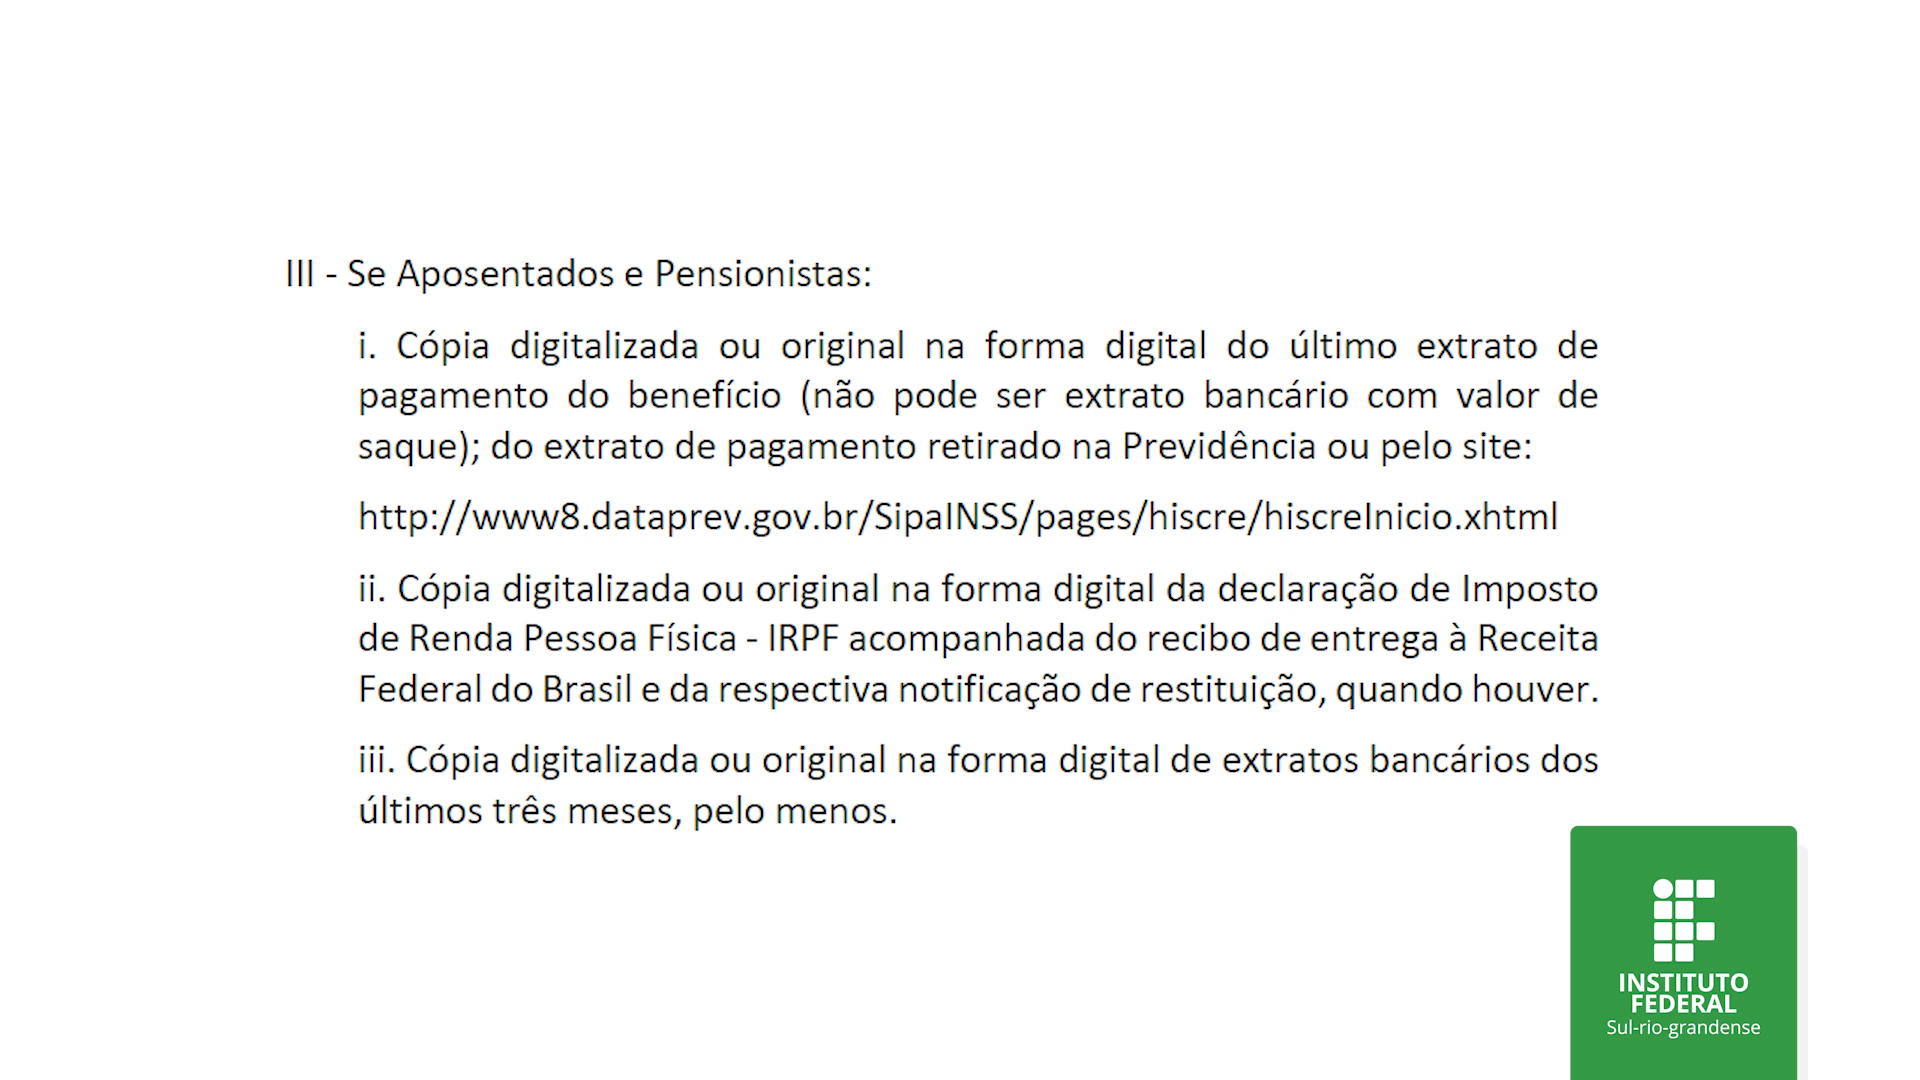 III - Se Aposentados e Pensionistas:
i. Cópia digitalizada ou original na forma digital do último extrato de
pagamento do benefício (não pode ser extrato bancário com valor de
saque); do extrato de pagamento retirado na Previdência ou pelo site:
http://www8.dataprev.gov.br/SipaINSS/pages/hiscre/hiscreInicio.xhtml
ii. Cópia digitalizada ou original na forma digital da declaração de Imposto
de Renda Pessoa Física - IRPF acompanhada do recibo de entrega à Receita
Federal do Brasil e da respectiva notificação de restituição, quando houver.
iii. Cópia digitalizada ou original na forma digital de extratos bancários dos
últimos três meses, pelo menos.
INSTITUTO
FEDERAL
Sul-rio-grandense